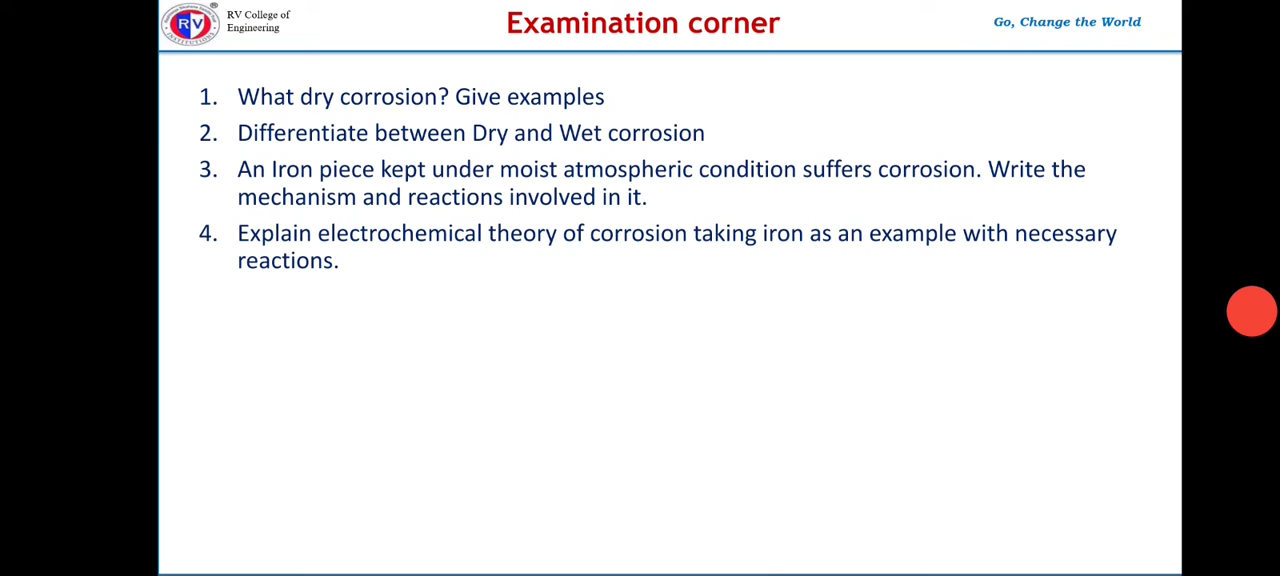 RV College of
Engineering
Examination corner
Go, Change the World
RV
INSTITUTIONS
1. What dry corrosion? Give examples
2. Differentiate between Dry and Wet corrosion
3. An Iron piece kept under moist atmospheric condition suffers corrosion. Write the
mechanism and reactions involved in it.
4. Explain electrochemical theory of corrosion taking iron as an example with necessary
reactions.